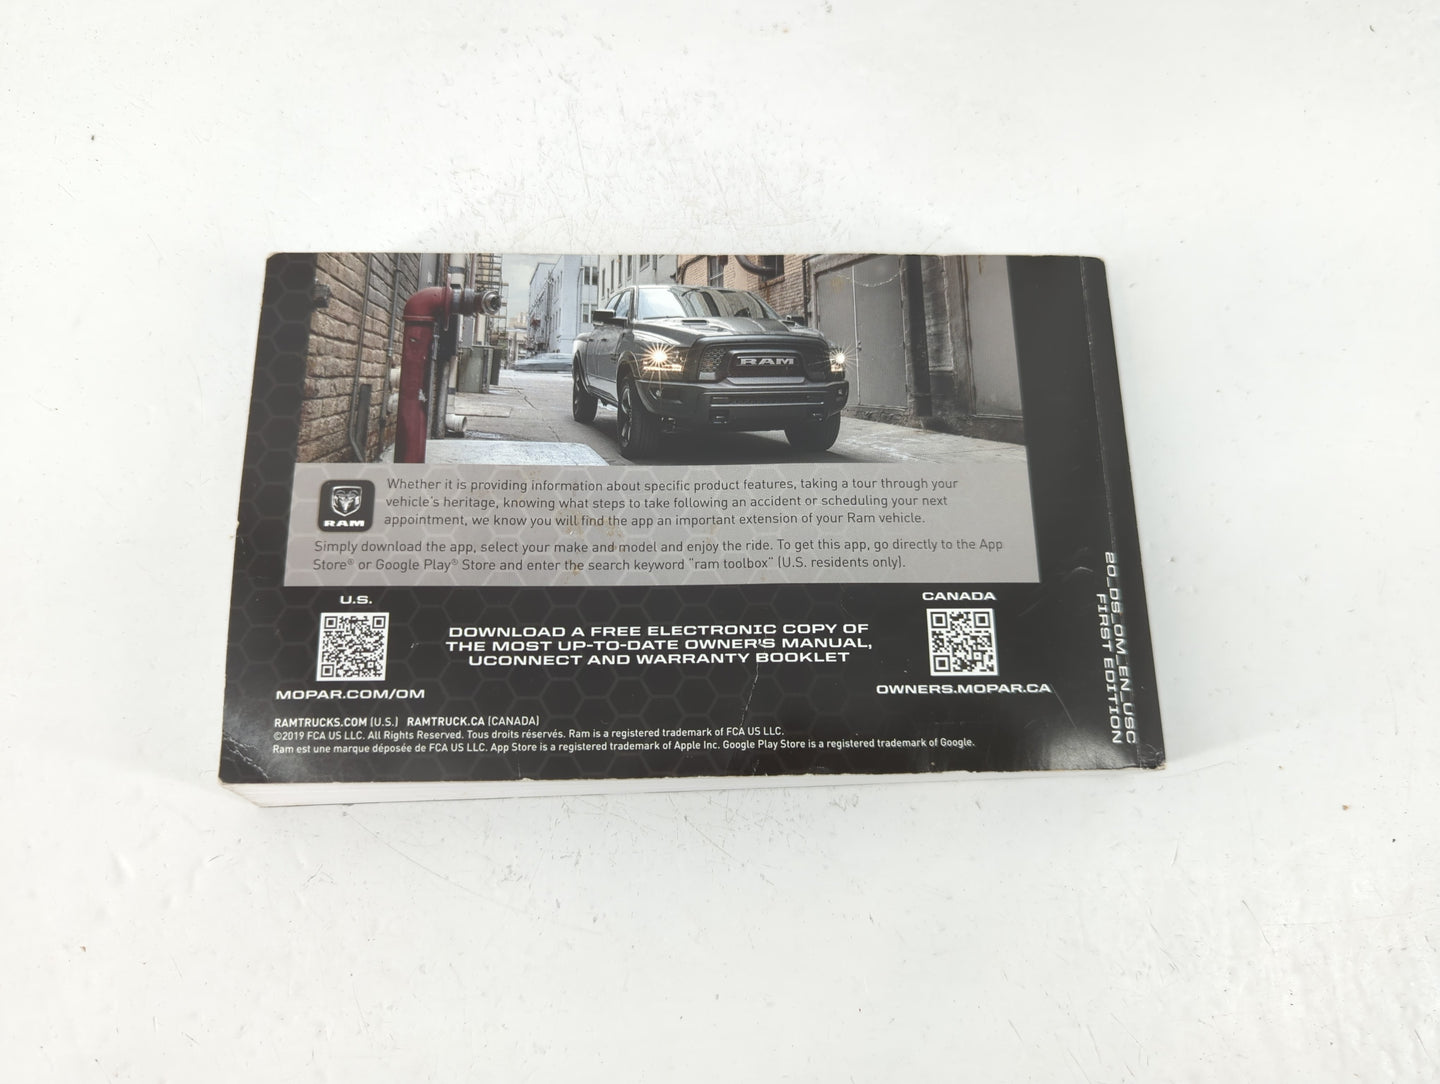 RAM
Whether it is providing information about specific product features, taking a tour through your
vehicle's heritage, knowing what steps to take following an accident or scheduling your next
appointment, we know you will find the app an important extension of your Ram vehicle.
RAM
Simply download the app, select your make and model and enjoy the ride. To get this app, go directly to the App
Store® or Google Play® Store and enter the search keyword "ram toolbox" (U.S. residents only).
U.S.
CANADA
DOWNLOAD A FREE ELECTRONIC COPY OF
THE MOST UP-TO-DATE OWNER'S MANUAL,
UCONNECT AND WARRANTY BOOKLET
MOPAR.COM/OM
OWNERS.MOPAR.CA
RAMTRUCKS.COM (U.S.) RAMTRUCK.CA (CANADA)
©2019 FCA US LLC. All Rights Reserved. Tous droits réservés. Ram is a registered trademark of FCA US LLC.
Ram est une marque déposée de FCA US LLC. App Store is a registered trademark of Apple Inc. Google Play Store is a registered trademark of Google.
20_DS_OM_EN_USC
FIRST EDITION